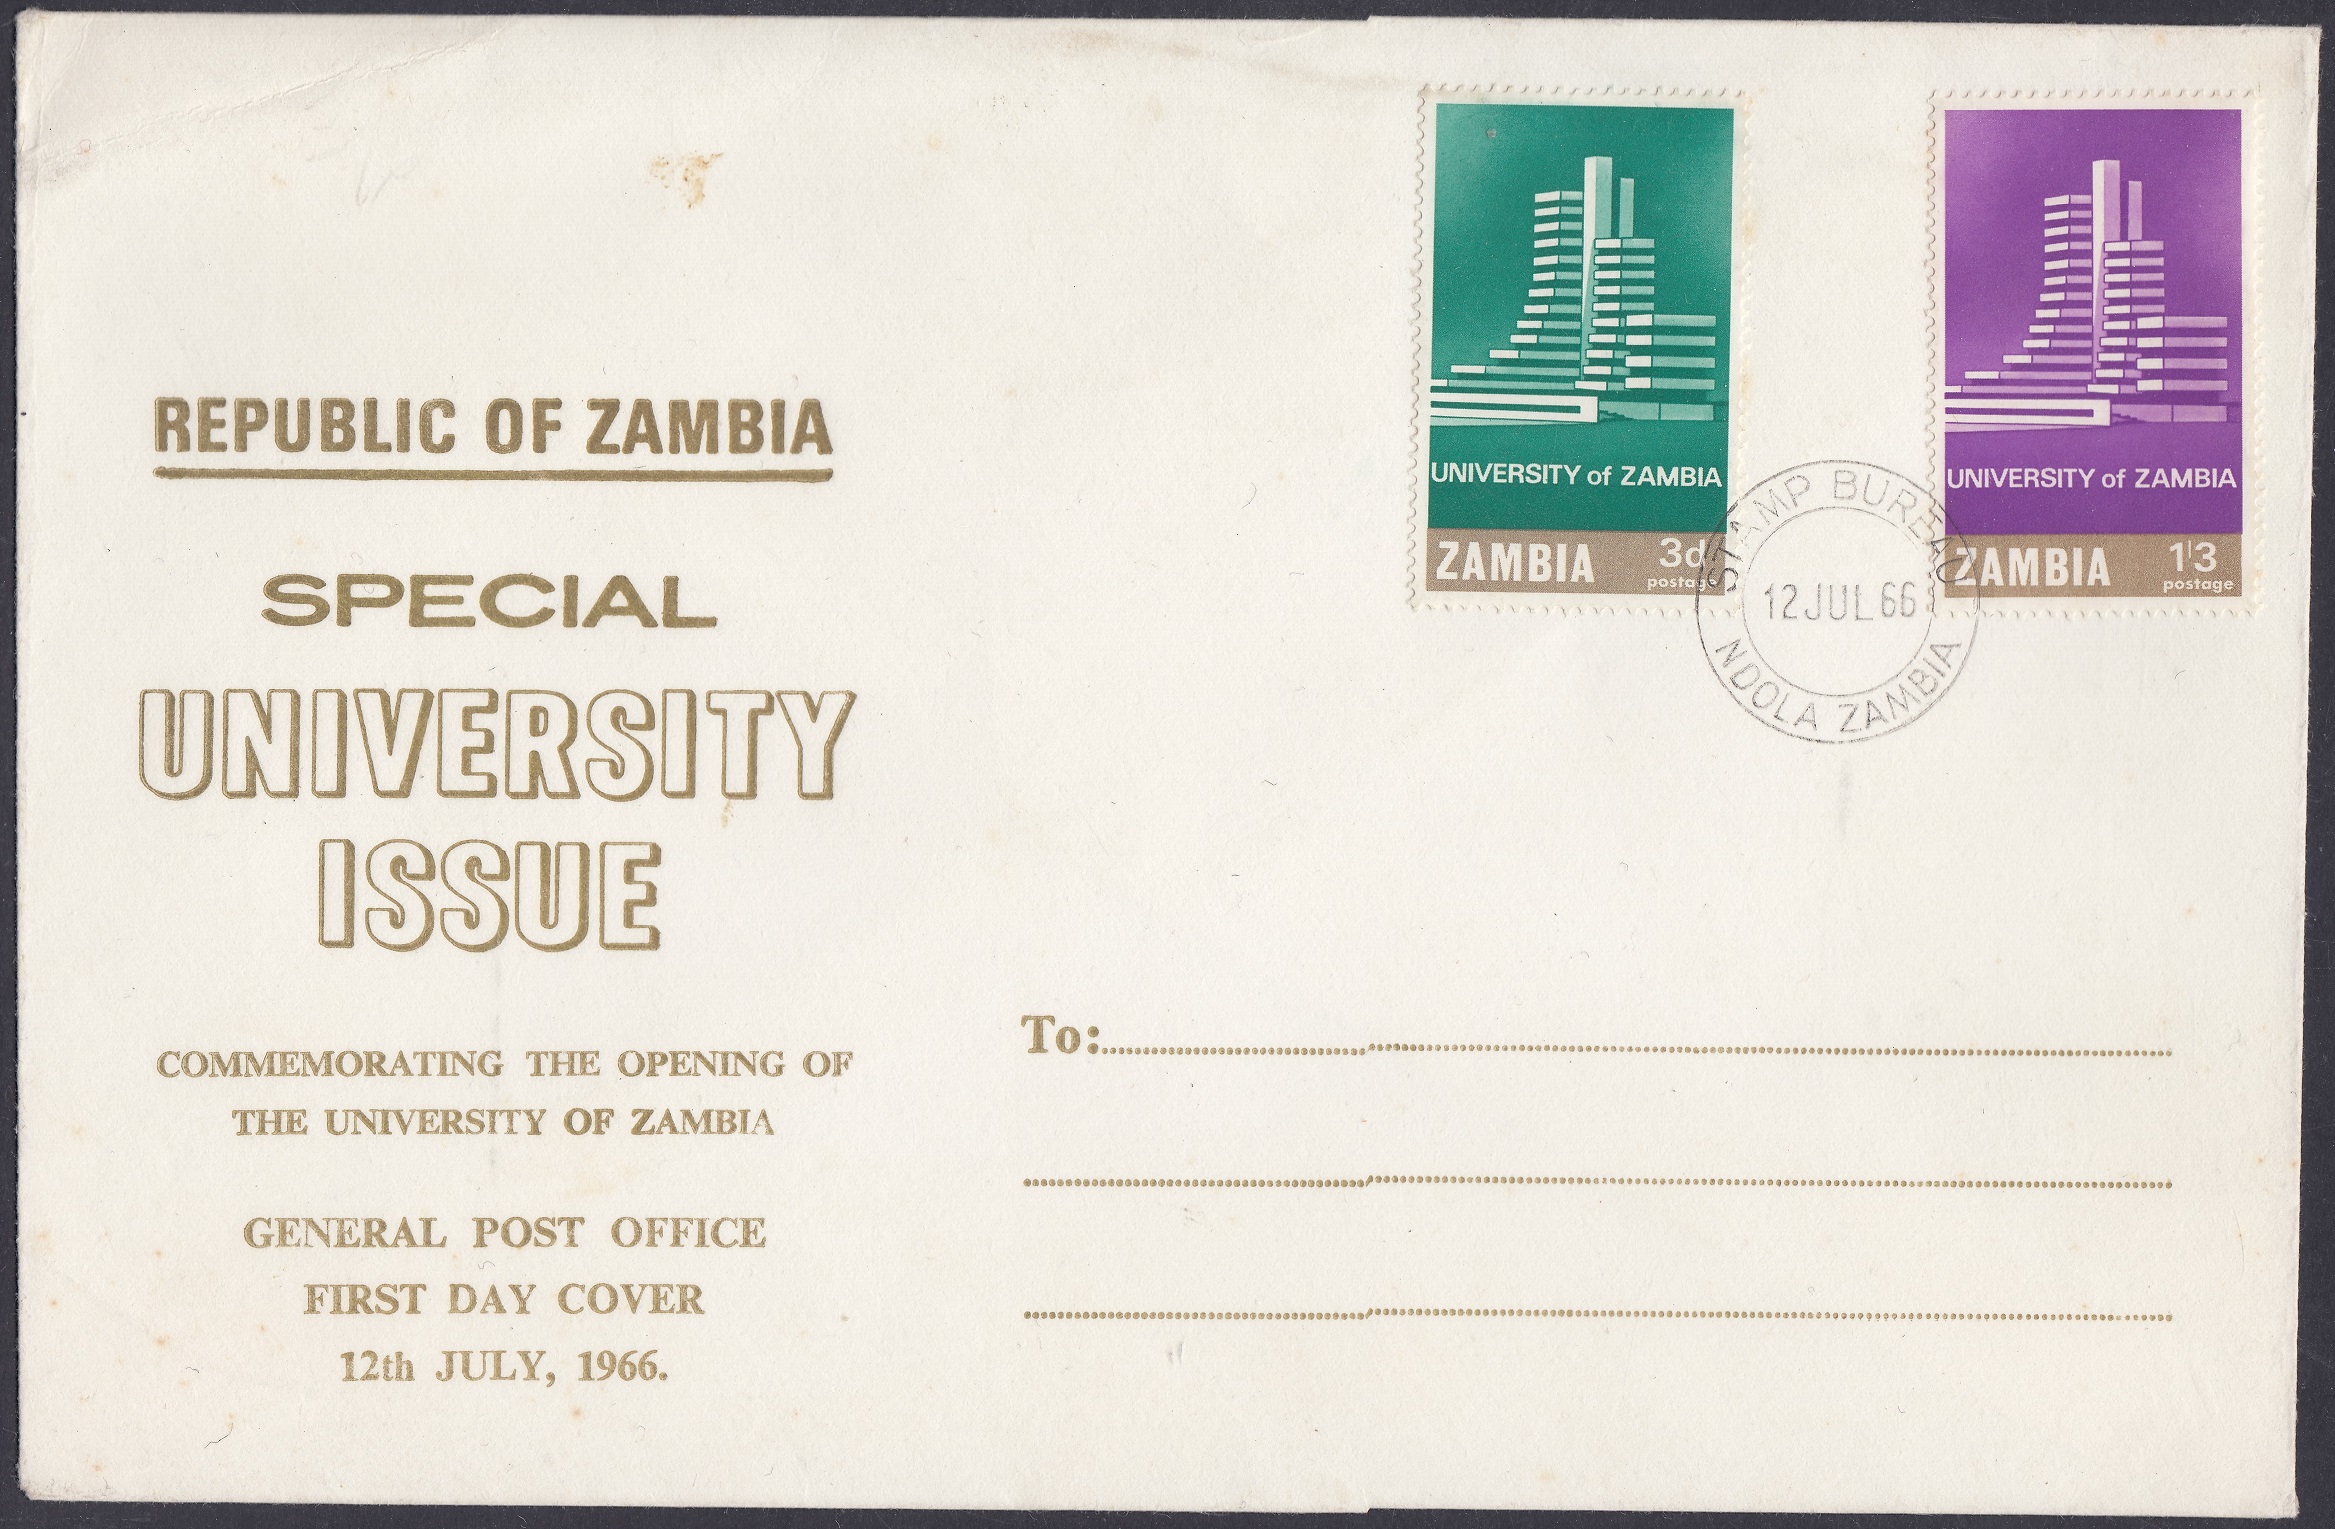 REPUBLIC OF ZAMBIA
SPECIAL
UNIVERSITY
ISSUE
COMMEMORATING THE OPENING OF
THE UNIVERSITY OF ZAMBIA
GENERAL POST OFFICE
FIRST DAY COVER
12th JULY, 1966.
UNIVERSITY of ZAMBIA
ZAMBIA 3d
postage
UNIVERSITY of ZAMBIA
ZAMBIA 1'3
postage
STAMP BUREAU
12 JUL 66
NDOLA ZAMBIA
To: